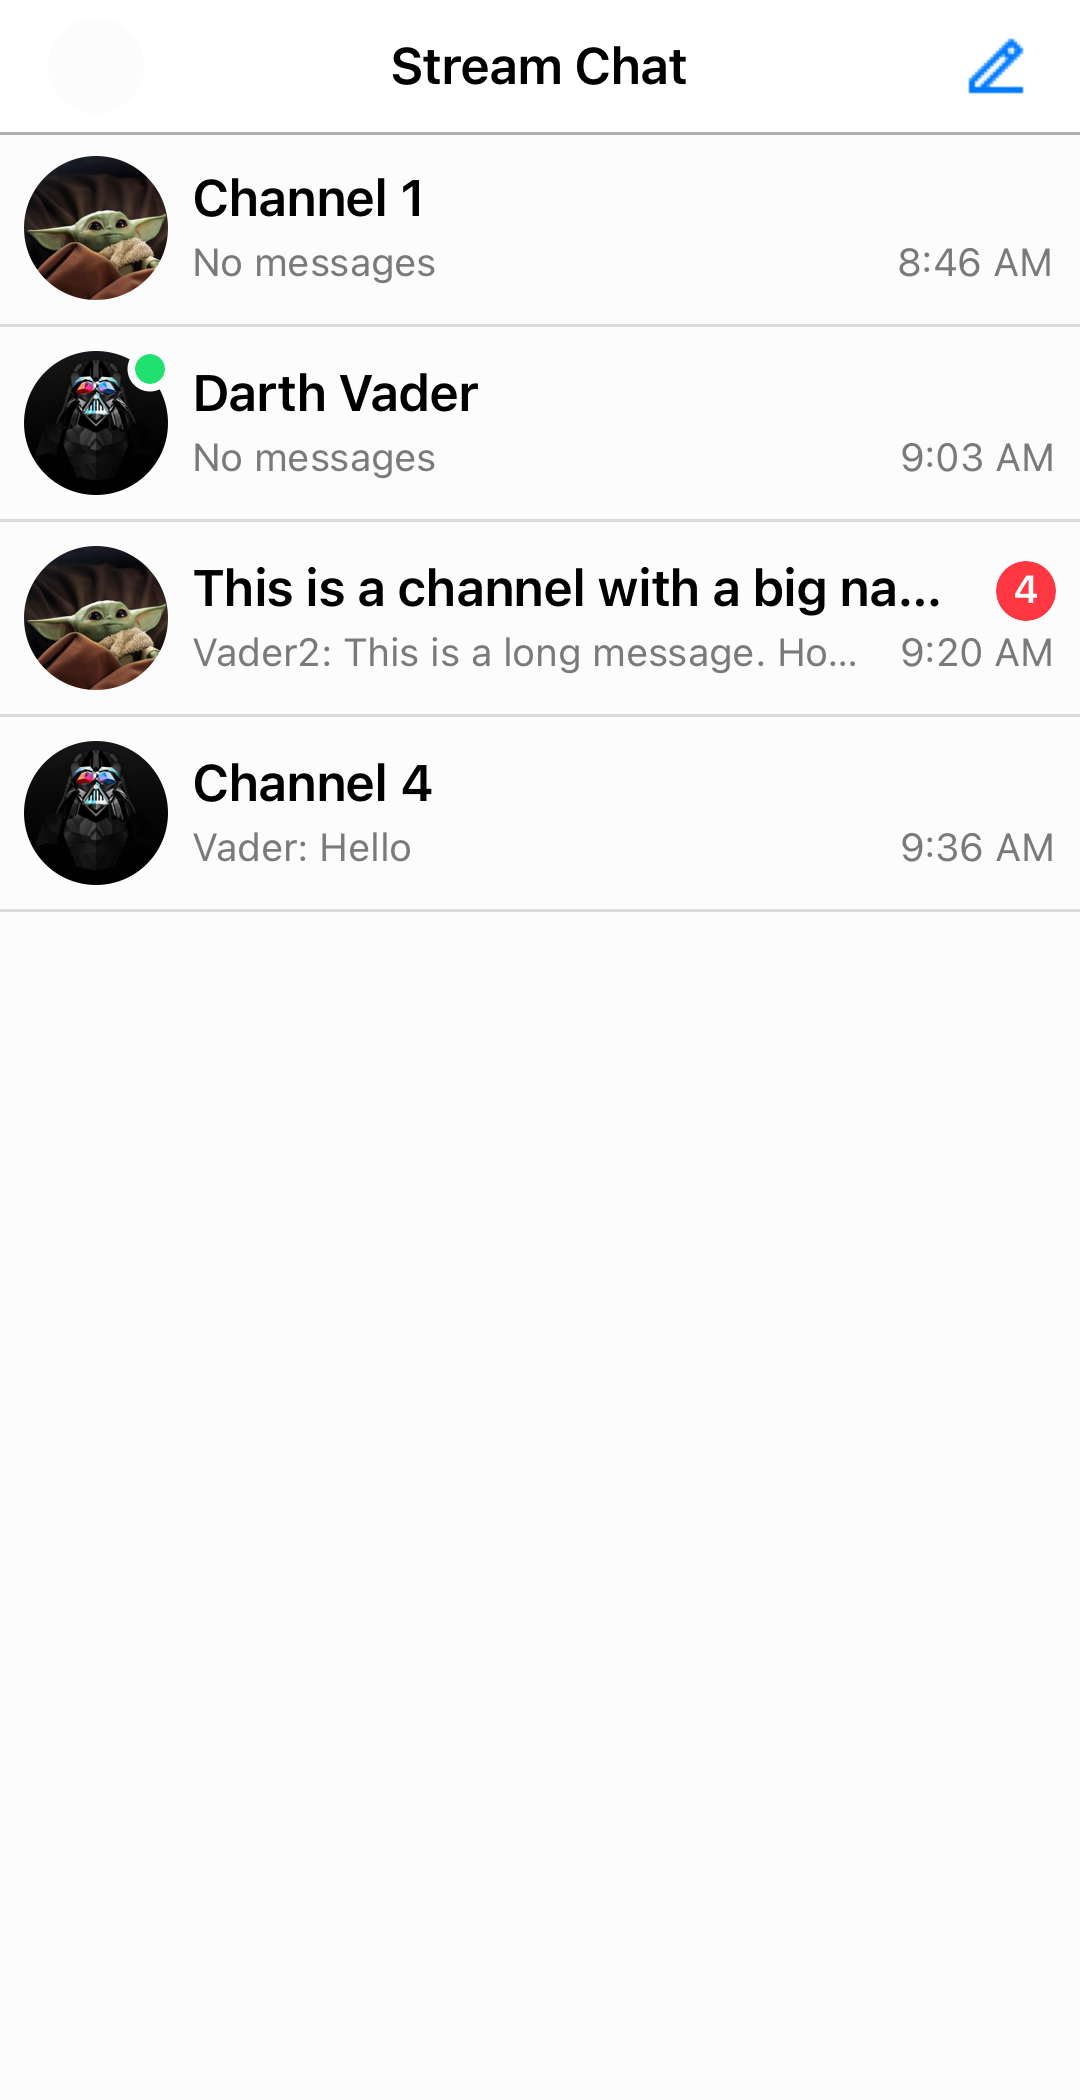 Stream Chat
Channel 1
No messages 8:46 AM
Darth Vader
No messages 9:03 AM
This is a channel with a big na... 4
Vader2: This is a long message. Ho... 9:20 AM
Channel 4
Vader: Hello 9:36 AM